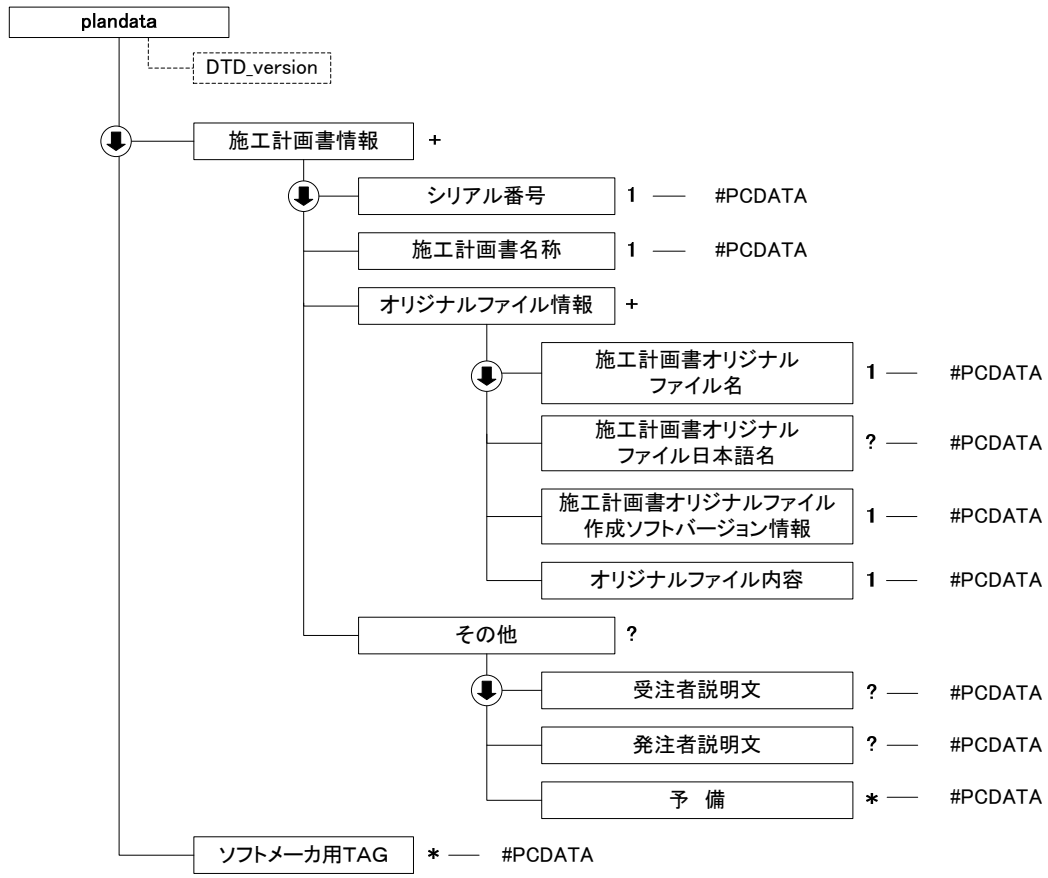 plandata
DTD_version
施工計画書情報 +
シリアル番号 1 #PCDATA
施工計画書名称 1 #PCDATA
オリジナルファイル情報 +
施工計画書オリジナル
ファイル名 1 #PCDATA
施工計画書オリジナル
ファイル日本語名 ? #PCDATA
施工計画書オリジナルファイル
作成ソフトバージョン情報 1 #PCDATA
オリジナルファイル内容 1 #PCDATA
その他 ?
受注者説明文 ? #PCDATA
発注者説明文 ? #PCDATA
予 備 * #PCDATA
ソフトメーカ用TAG * #PCDATA